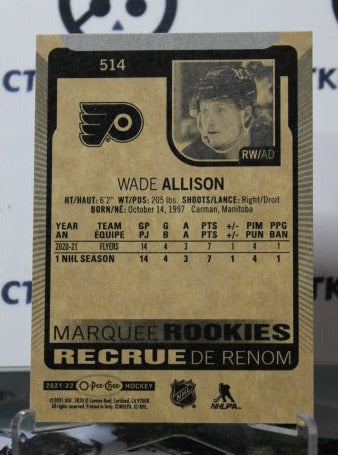 514
RW/AD
WADE ALLISON
HT/HAUT: 6'2" WT/POS: 205 lbs. SHOOTS/LANCE: Right/Droit
BORN/NÉ: October 14, 1997 Carman, Manitoba
YEAR TEAM GP G A PTS +/- PIM PPG
AN ÉQUIPE PJ B A PTS +/- PUN BAN
2020-21 FLYERS 14 4 3 7 1 4 1
1 NHL SEASON 14 4 3 7 1 4 1
MARQUEE ROOKIES
RECRUE DE RENOM
2021-22 O-Pee-Chee HOCKEY
NHL
NHLPA